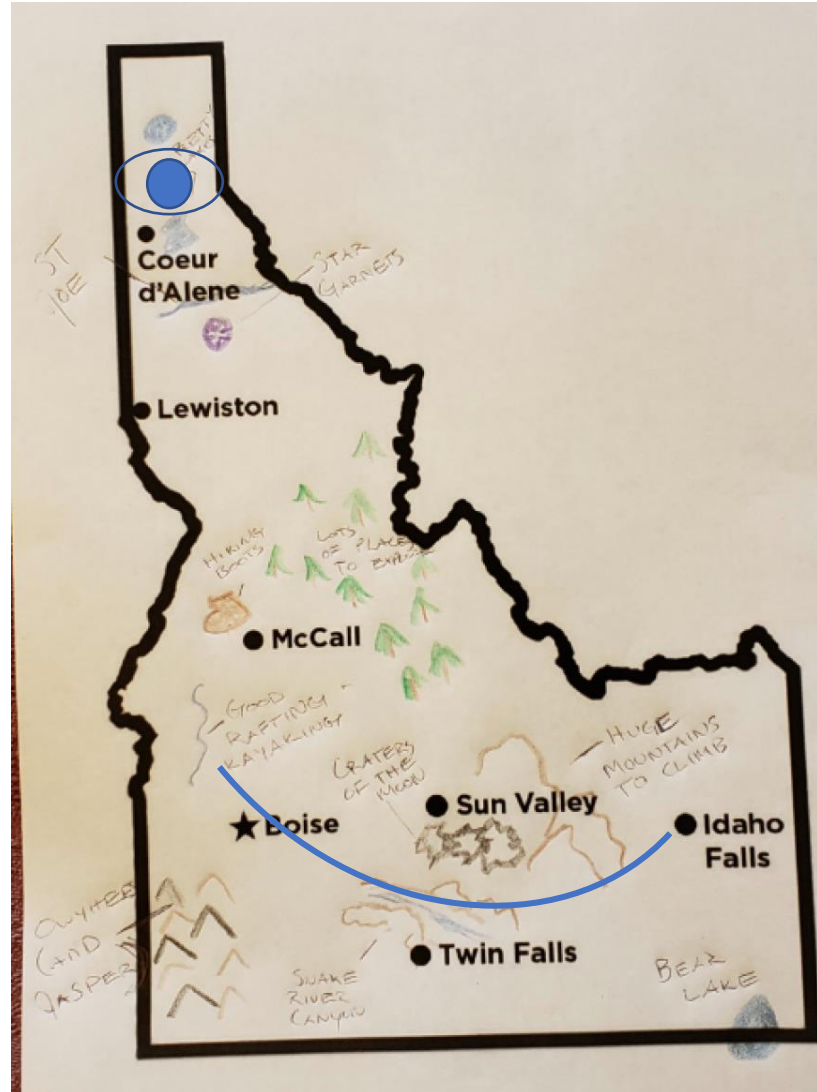 Coeur
d'Alene
ST
JOE
STAR
GARNETS
Lewiston
HIKING
BOOTS
LOTS
OF PLACES
TO EXPLORE
McCall
GOOD
RAFTING
KAYAKING
HUGE
MOUNTAINS
TO CLIMB
CRATERS
OF THE
MOON
Sun Valley
Boise
Idaho
Falls
OWYHEES
(AND
JASPER)
Twin Falls
SNAKE
RIVER
CANYON
BEAR
LAKE